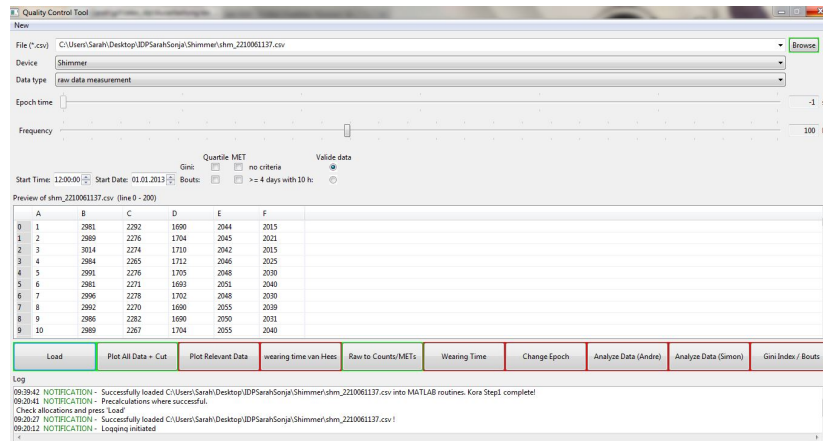 Quality Control Tool
New
File (*.csv) C:\Users\Sarah\Desktop\IDPSarahSonja\Shimmer\shm_2210061137.csv Browse
Device Shimmer
Data type raw data measurement
Epoch time -1 s
Frequency 100
Quartile MET Valide data
Gini: no criteria
Start Time: 12:00:00 Start Date: 01.01.2013 Bouts: >= 4 days with 10 h:
Preview of shm_2210061137.csv (line 0 - 200)
A B C D E F
0 1 2981 2292 1690 2044 2015
1 2 2989 2276 1704 2045 2021
2 3 3014 2274 1710 2042 2015
3 4 2984 2265 1712 2046 2025
4 5 2991 2276 1705 2048 2030
5 6 2981 2271 1693 2051 2040
6 7 2996 2278 1702 2048 2030
7 8 2992 2270 1690 2055 2039
8 9 2986 2282 1690 2050 2031
9 10 2989 2267 1704 2055 2040
Load Plot All Data + Cut Plot Relevant Data wearing time van Hees Raw to Counts/METs Wearing Time Change Epoch Analyze Data (Andre) Analyze Data (Simon) Gini Index / Bouts
Log
09:39:42 NOTIFICATION - Successfully loaded C:\Users\Sarah\Desktop\IDPSarahSonja\Shimmer\shm_2210061137.csv into MATLAB routines. Kora Step1 complete!
09:20:41 NOTIFICATION - Precalculations where successful.
Check allocations and press 'Load'
09:20:27 NOTIFICATION - Successfully loaded C:\Users\Sarah\Desktop\IDPSarahSonja\Shimmer\shm_2210061137.csv !
09:20:12 NOTIFICATION - Logging initiated